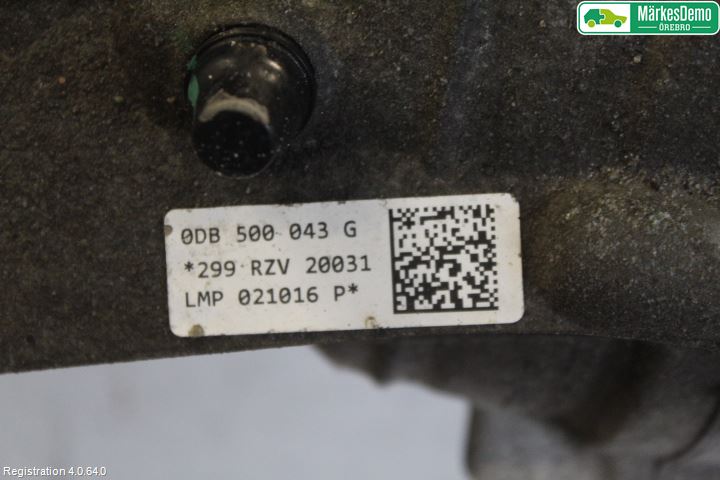 MärkesDemo
ÖREBRO
0DB 500 043 G
*299 RZV 20031
LMP 021016 P*
Registration 4.0.64.0